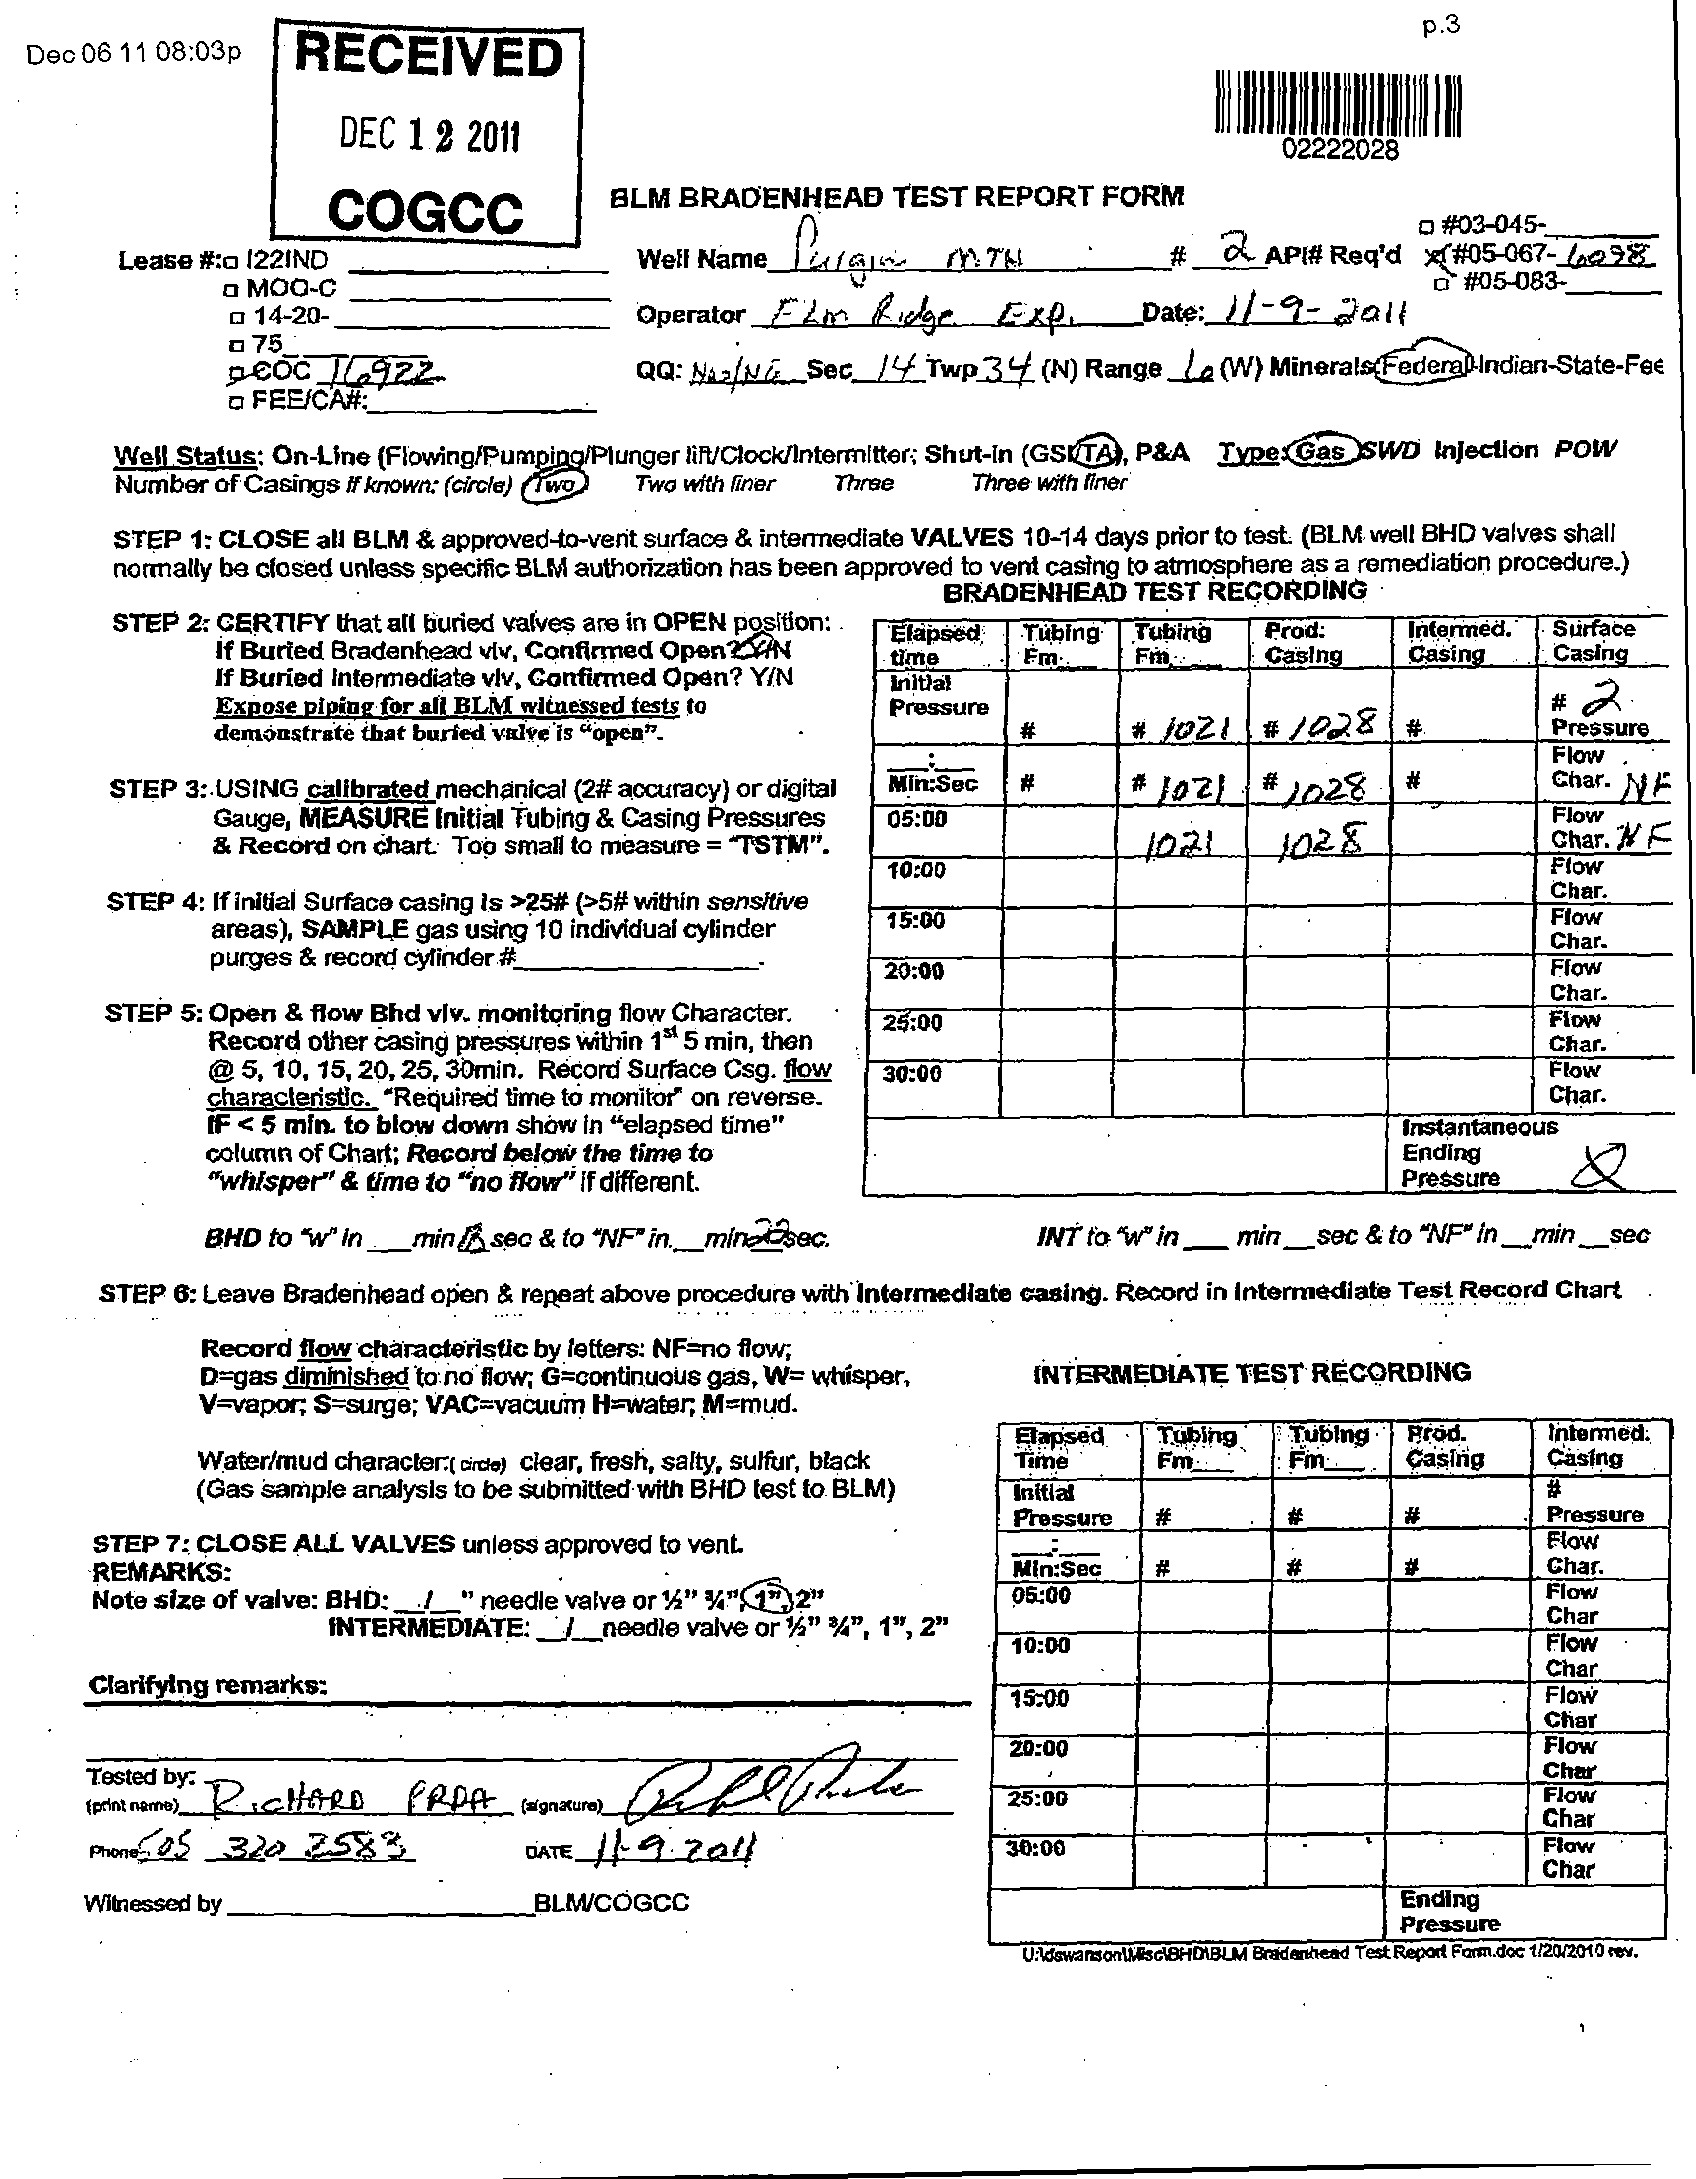 Dec 06 11 08:03p
p.3
RECEIVED
DEC 12 2011
COGCC
02222028
BLM BRADENHEAD TEST REPORT FORM
Lease #:□ I22IND
□ MOO-C
□ 14-20-
□ 75
□ COC 16922
□ FEE/CA#:
Well Name MTN # 2 API# Req'd
□ #03-045-
#05-067-6098
□ #05-083-
Operator Elm Ridge Exp. Date: 11-9-2011
QQ: Sec 14 Twp 34 (N) Range 6 (W) Minerals(Federal)-Indian-State-Fee
Well Status: On-Line (Flowing/Pumping/Plunger lift/Clock/Intermitter; Shut-In (GSI/TA), P&A Type: Gas SWD Injection POW
Number of Casings if known: (circle) Two Two with liner Three Three with liner
STEP 1: CLOSE all BLM & approved-to-vent surface & intermediate VALVES 10-14 days prior to test. (BLM well BHD valves shall
normally be closed unless specific BLM authorization has been approved to vent casing to atmosphere as a remediation procedure.)
STEP 2: CERTIFY that all buried valves are in OPEN position:
If Buried Bradenhead vlv, Confirmed Open? Y/N
If Buried Intermediate vlv, Confirmed Open? Y/N
Expose piping for all BLM witnessed tests to
demonstrate that buried valve is "open".
STEP 3: USING calibrated mechanical (2# accuracy) or digital
Gauge, MEASURE Initial Tubing & Casing Pressures
& Record on chart. Too small to measure = "TSTM".
STEP 4: If initial Surface casing is >25# (>5# within sensitive
areas), SAMPLE gas using 10 individual cylinder
purges & record cylinder #
STEP 5: Open & flow Bhd vlv. monitoring flow Character.
Record other casing pressures within 1st 5 min, then
@ 5, 10, 15, 20, 25, 30min. Record Surface Csg. flow
characteristic. "Required time to monitor" on reverse.
IF < 5 min. to blow down show in "elapsed time"
column of Chart; Record below the time to
"whisper" & time to "no flow" if different.
BRADENHEAD TEST RECORDING
Elapsed time Tubing Fm. Tubing Fm. Prod. Casing Intermed. Casing Surface Casing
Initial Pressure # # 1021 # 1028 # # 2 Pressure
__:__ Min:Sec # # 1021 # 1028 # Flow Char. NF
05:00 1021 1028 Flow Char. NF
10:00 Flow Char.
15:00 Flow Char.
20:00 Flow Char.
25:00 Flow Char.
30:00 Flow Char.
Instantaneous Ending Pressure
BHD to "w" in ___min sec & to "NF" in.__min 22 sec.
INT to "w" in ___ min __sec & to "NF" in __min __sec
STEP 6: Leave Bradenhead open & repeat above procedure with Intermediate casing. Record in Intermediate Test Record Chart
Record flow characteristic by letters: NF=no flow;
D=gas diminished to no flow; G=continuous gas, W= whisper,
V=vapor; S=surge; VAC=vacuum H=water; M=mud.
Water/mud character:( circle) clear, fresh, salty, sulfur, black
(Gas sample analysis to be submitted with BHD test to BLM)
STEP 7: CLOSE ALL VALVES unless approved to vent.
REMARKS:
Note size of valve: BHD: __/__" needle valve or ½" ¾", 1", 2"
INTERMEDIATE: __/__needle valve or ½" ¾", 1", 2"
Clarifying remarks:
Tested by:
(print name) RICHARD (signature)
Phone 505 320 2583 DATE 11-9-2011
Witnessed by BLM/COGCC
INTERMEDIATE TEST RECORDING
Elapsed Time Tubing Fm Tubing Fm Prod. Casing Intermed. Casing
Initial Pressure # # # # Pressure
__:__ Min:Sec # # # Flow Char.
05:00 Flow Char
10:00 Flow Char
15:00 Flow Char
20:00 Flow Char
25:00 Flow Char
30:00 Flow Char
Ending Pressure
U:\dswanson\Misc\BHD\BLM Bradenhead Test Report Form.doc 1/20/2010 rev.